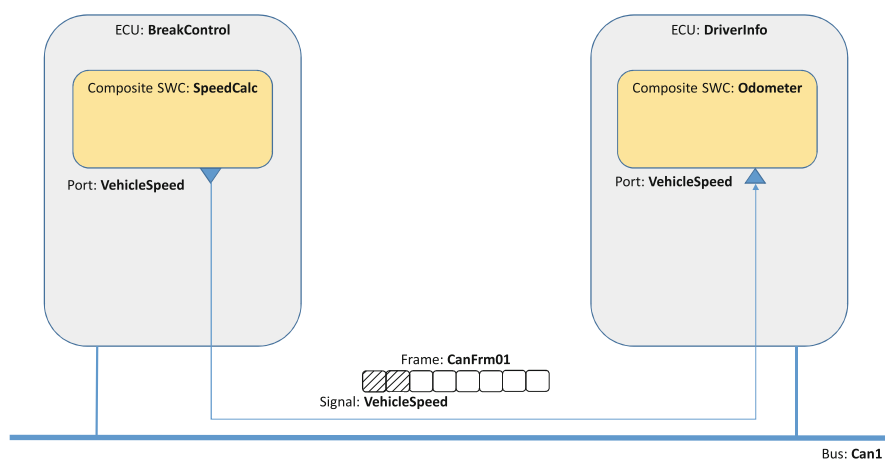 ECU: BreakControl
Composite SWC: SpeedCalc
Port: VehicleSpeed
ECU: DriverInfo
Composite SWC: Odometer
Port: VehicleSpeed
Frame: CanFrm01
Signal: VehicleSpeed
Bus: Can1